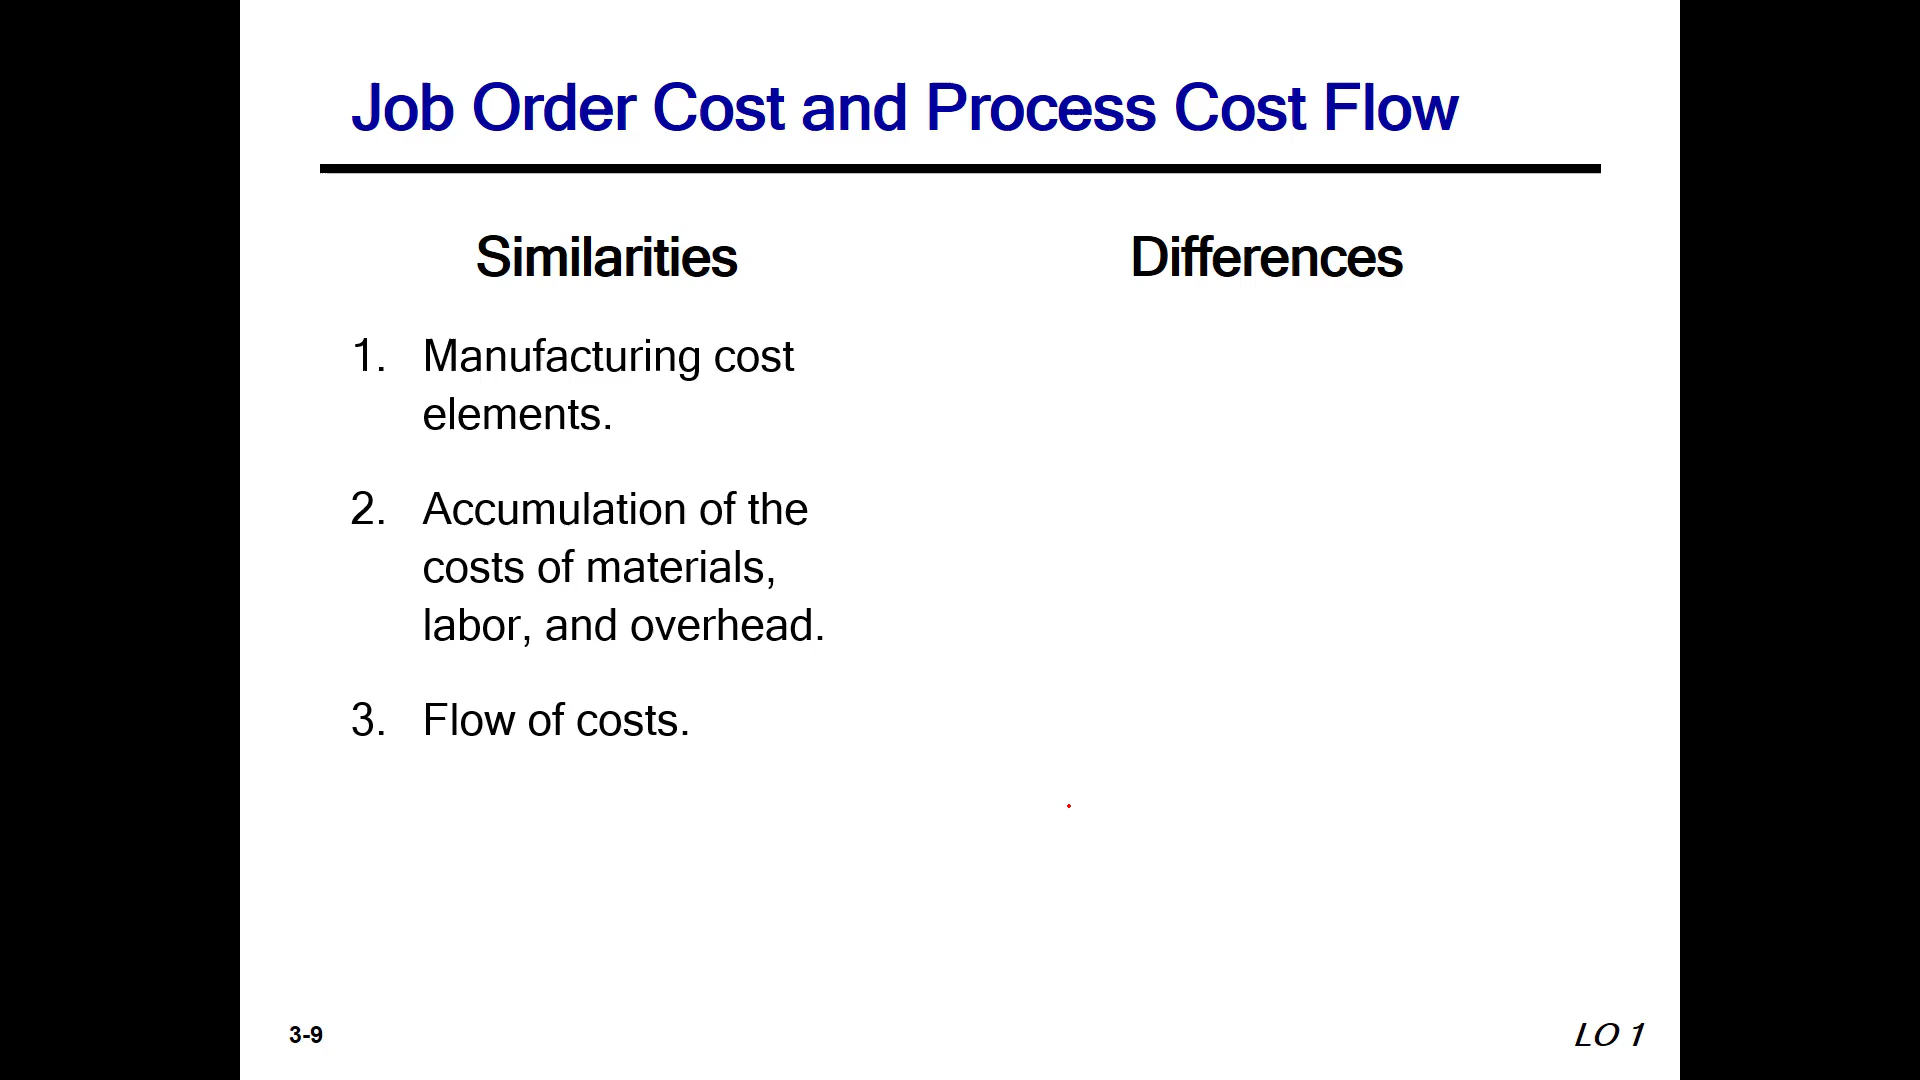 Job Order Cost and Process Cost Flow
Similarities
1. Manufacturing cost
elements.
2. Accumulation of the
costs of materials,
labor, and overhead.
3. Flow of costs.
Differences
3-9
LO 1